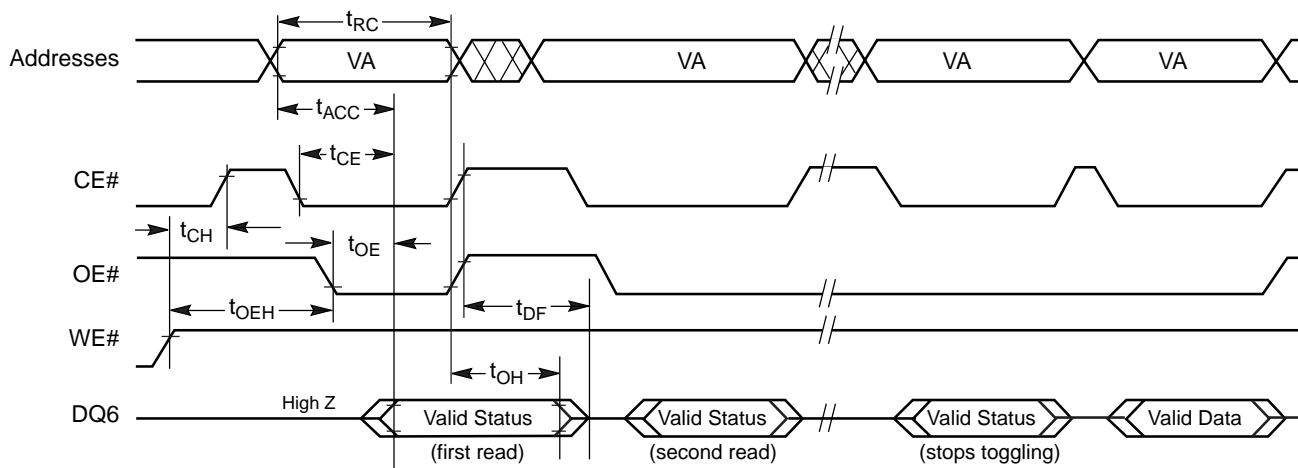 tRC
Addresses VA VA VA VA
tACC
tCE
CE#
tCH tOE
OE#
tOEH tDF
WE#
tOH
High Z
DQ6 Valid Status Valid Status Valid Status Valid Data
(first read) (second read) (stops toggling)